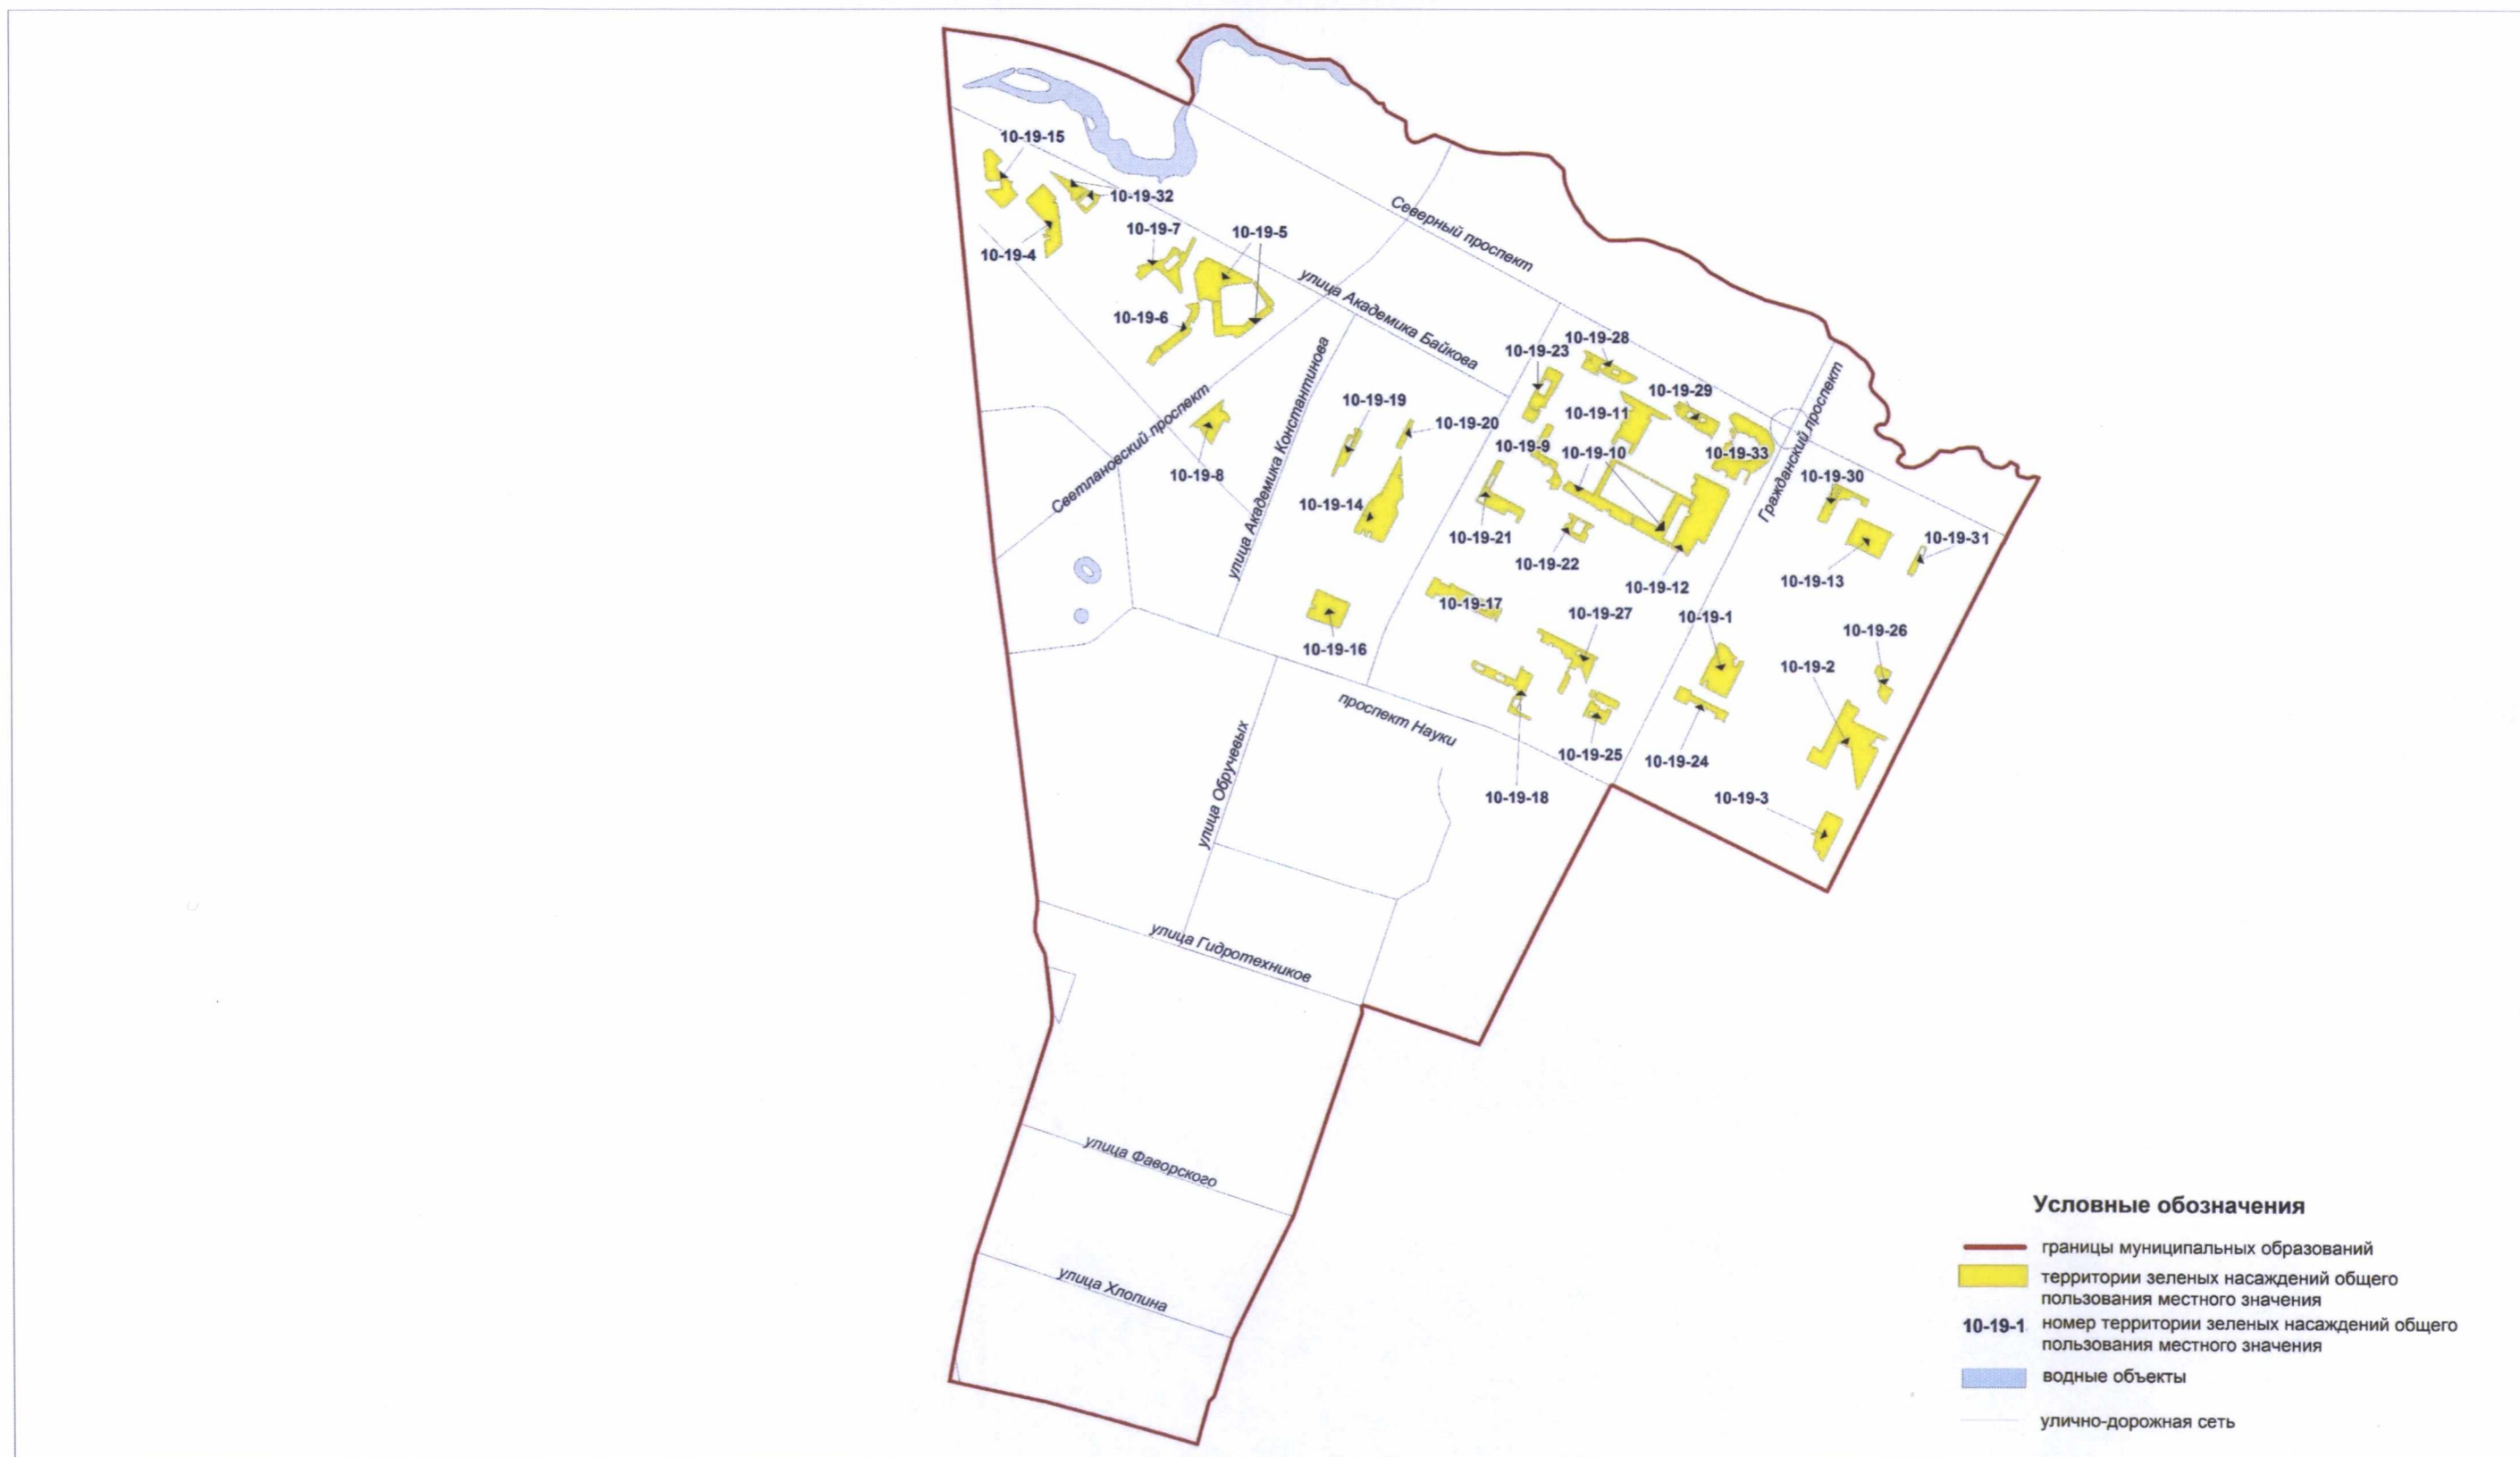 10-19-15
10-19-32
10-19-7
10-19-5
10-19-4
10-19-6
Северный проспект
улица Академика Байкова
10-19-28
10-19-23
10-19-29
10-19-19
10-19-11
10-19-20
10-19-9
10-19-10
10-19-33
Гражданский проспект
Светлановский проспект
улица Академика Константинова
10-19-8
10-19-30
10-19-14
10-19-21
10-19-31
10-19-22
10-19-13
10-19-12
10-19-17
10-19-27
10-19-1
10-19-26
10-19-16
10-19-2
проспект Науки
10-19-25
10-19-24
улица Обручевых
10-19-18
10-19-3
улица Гидротехников
улица Фаворского
улица Хлопина
Условные обозначения
границы муниципальных образований
территории зеленых насаждений общего
пользования местного значения
10-19-1 номер территории зеленых насаждений общего
пользования местного значения
водные объекты
улично-дорожная сеть